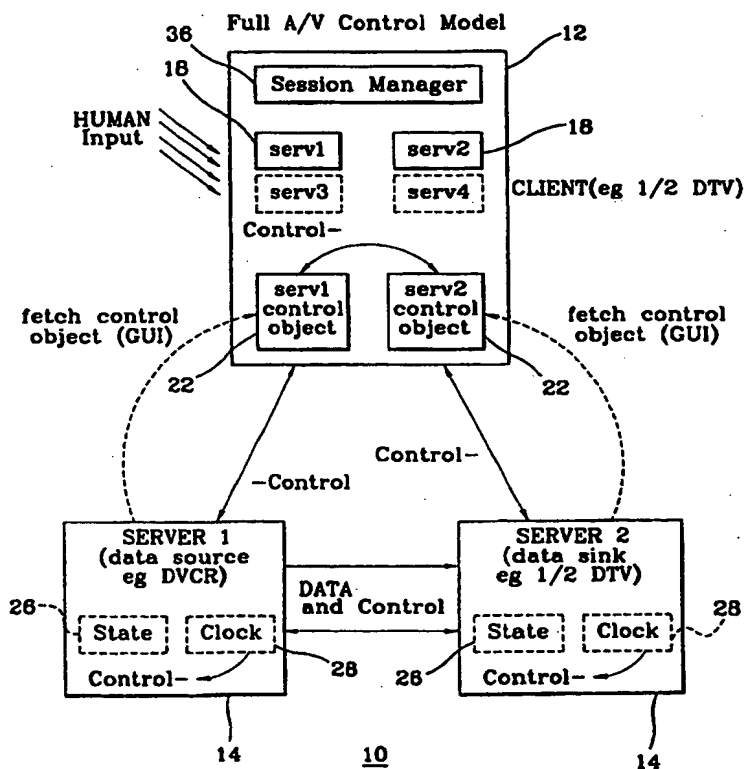 Full A/V Control Model
36
12
Session Manager
18
HUMAN
Input
serv1
serv2
18
serv3
serv4
CLIENT(eg 1/2 DTV)
Control-
serv1
control
object
serv2
control
object
fetch control
object (GUI)
fetch control
object (GUI)
22
22
-Control
Control-
SERVER 1
(data source
eg DVCR)
DATA
and Control
SERVER 2
(data sink
eg 1/2 DTV)
26
State
Clock
28
Control-
26
State
Clock
28
Control-
14
10
14